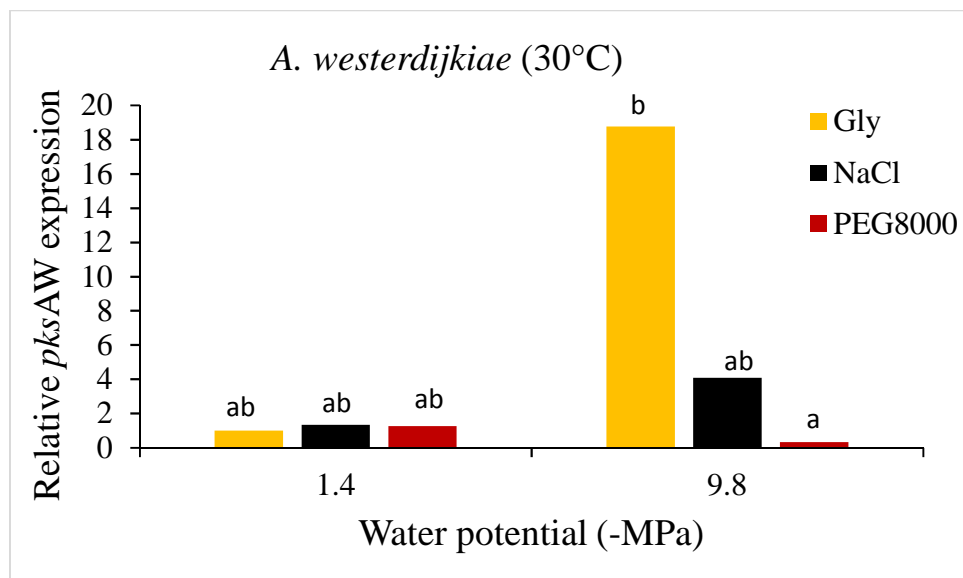 A. westerdijkiae (30°C)
Relative pksAW expression
20
18
16
14
12
10
8
6
4
2
0
ab
ab
ab
b
ab
a
Gly
NaCl
PEG8000
1.4
9.8
Water potential (-MPa)